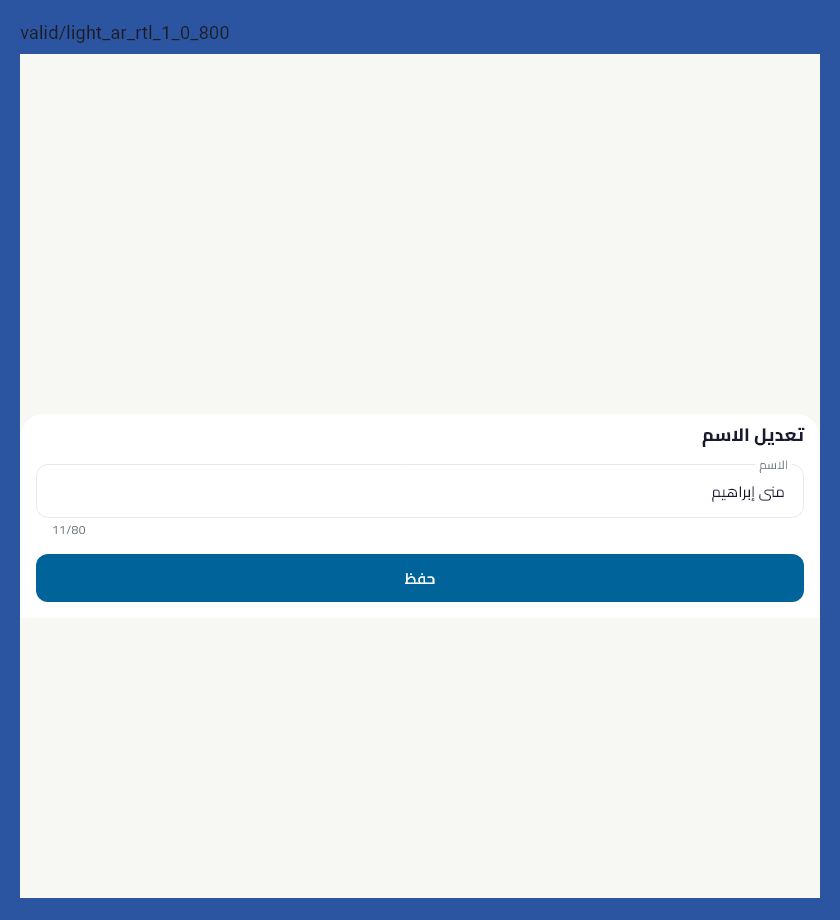 valid/light_ar_rtl_1_0_800
تعديل الاسم
الاسم
منى إبراهيم
11/80
حفظ